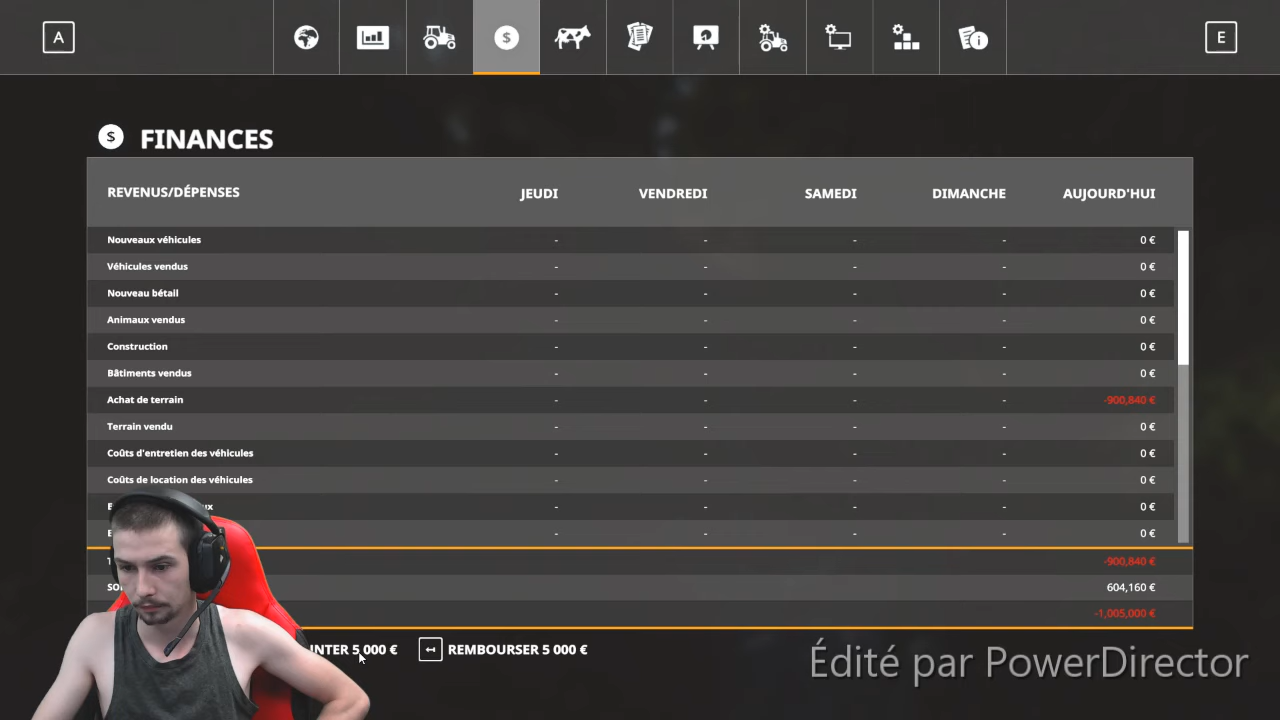 A
E
$
$ FINANCES
REVENUS/DÉPENSES JEUDI VENDREDI SAMEDI DIMANCHE AUJOURD'HUI
Nouveaux véhicules - - - - 0 €
Véhicules vendus - - - - 0 €
Nouveau bétail - - - - 0 €
Animaux vendus - - - - 0 €
Construction - - - - 0 €
Bâtiments vendus - - - - 0 €
Achat de terrain - - - - -900,840 €
Terrain vendu - - - - 0 €
Coûts d'entretien des véhicules - - - - 0 €
Coûts de location des véhicules - - - - 0 €
- - - - 0 €
- - - - 0 €
-900,840 €
604,160 €
-1,005,000 €
5 000 € REMBOURSER 5 000 €
Édité par PowerDirector